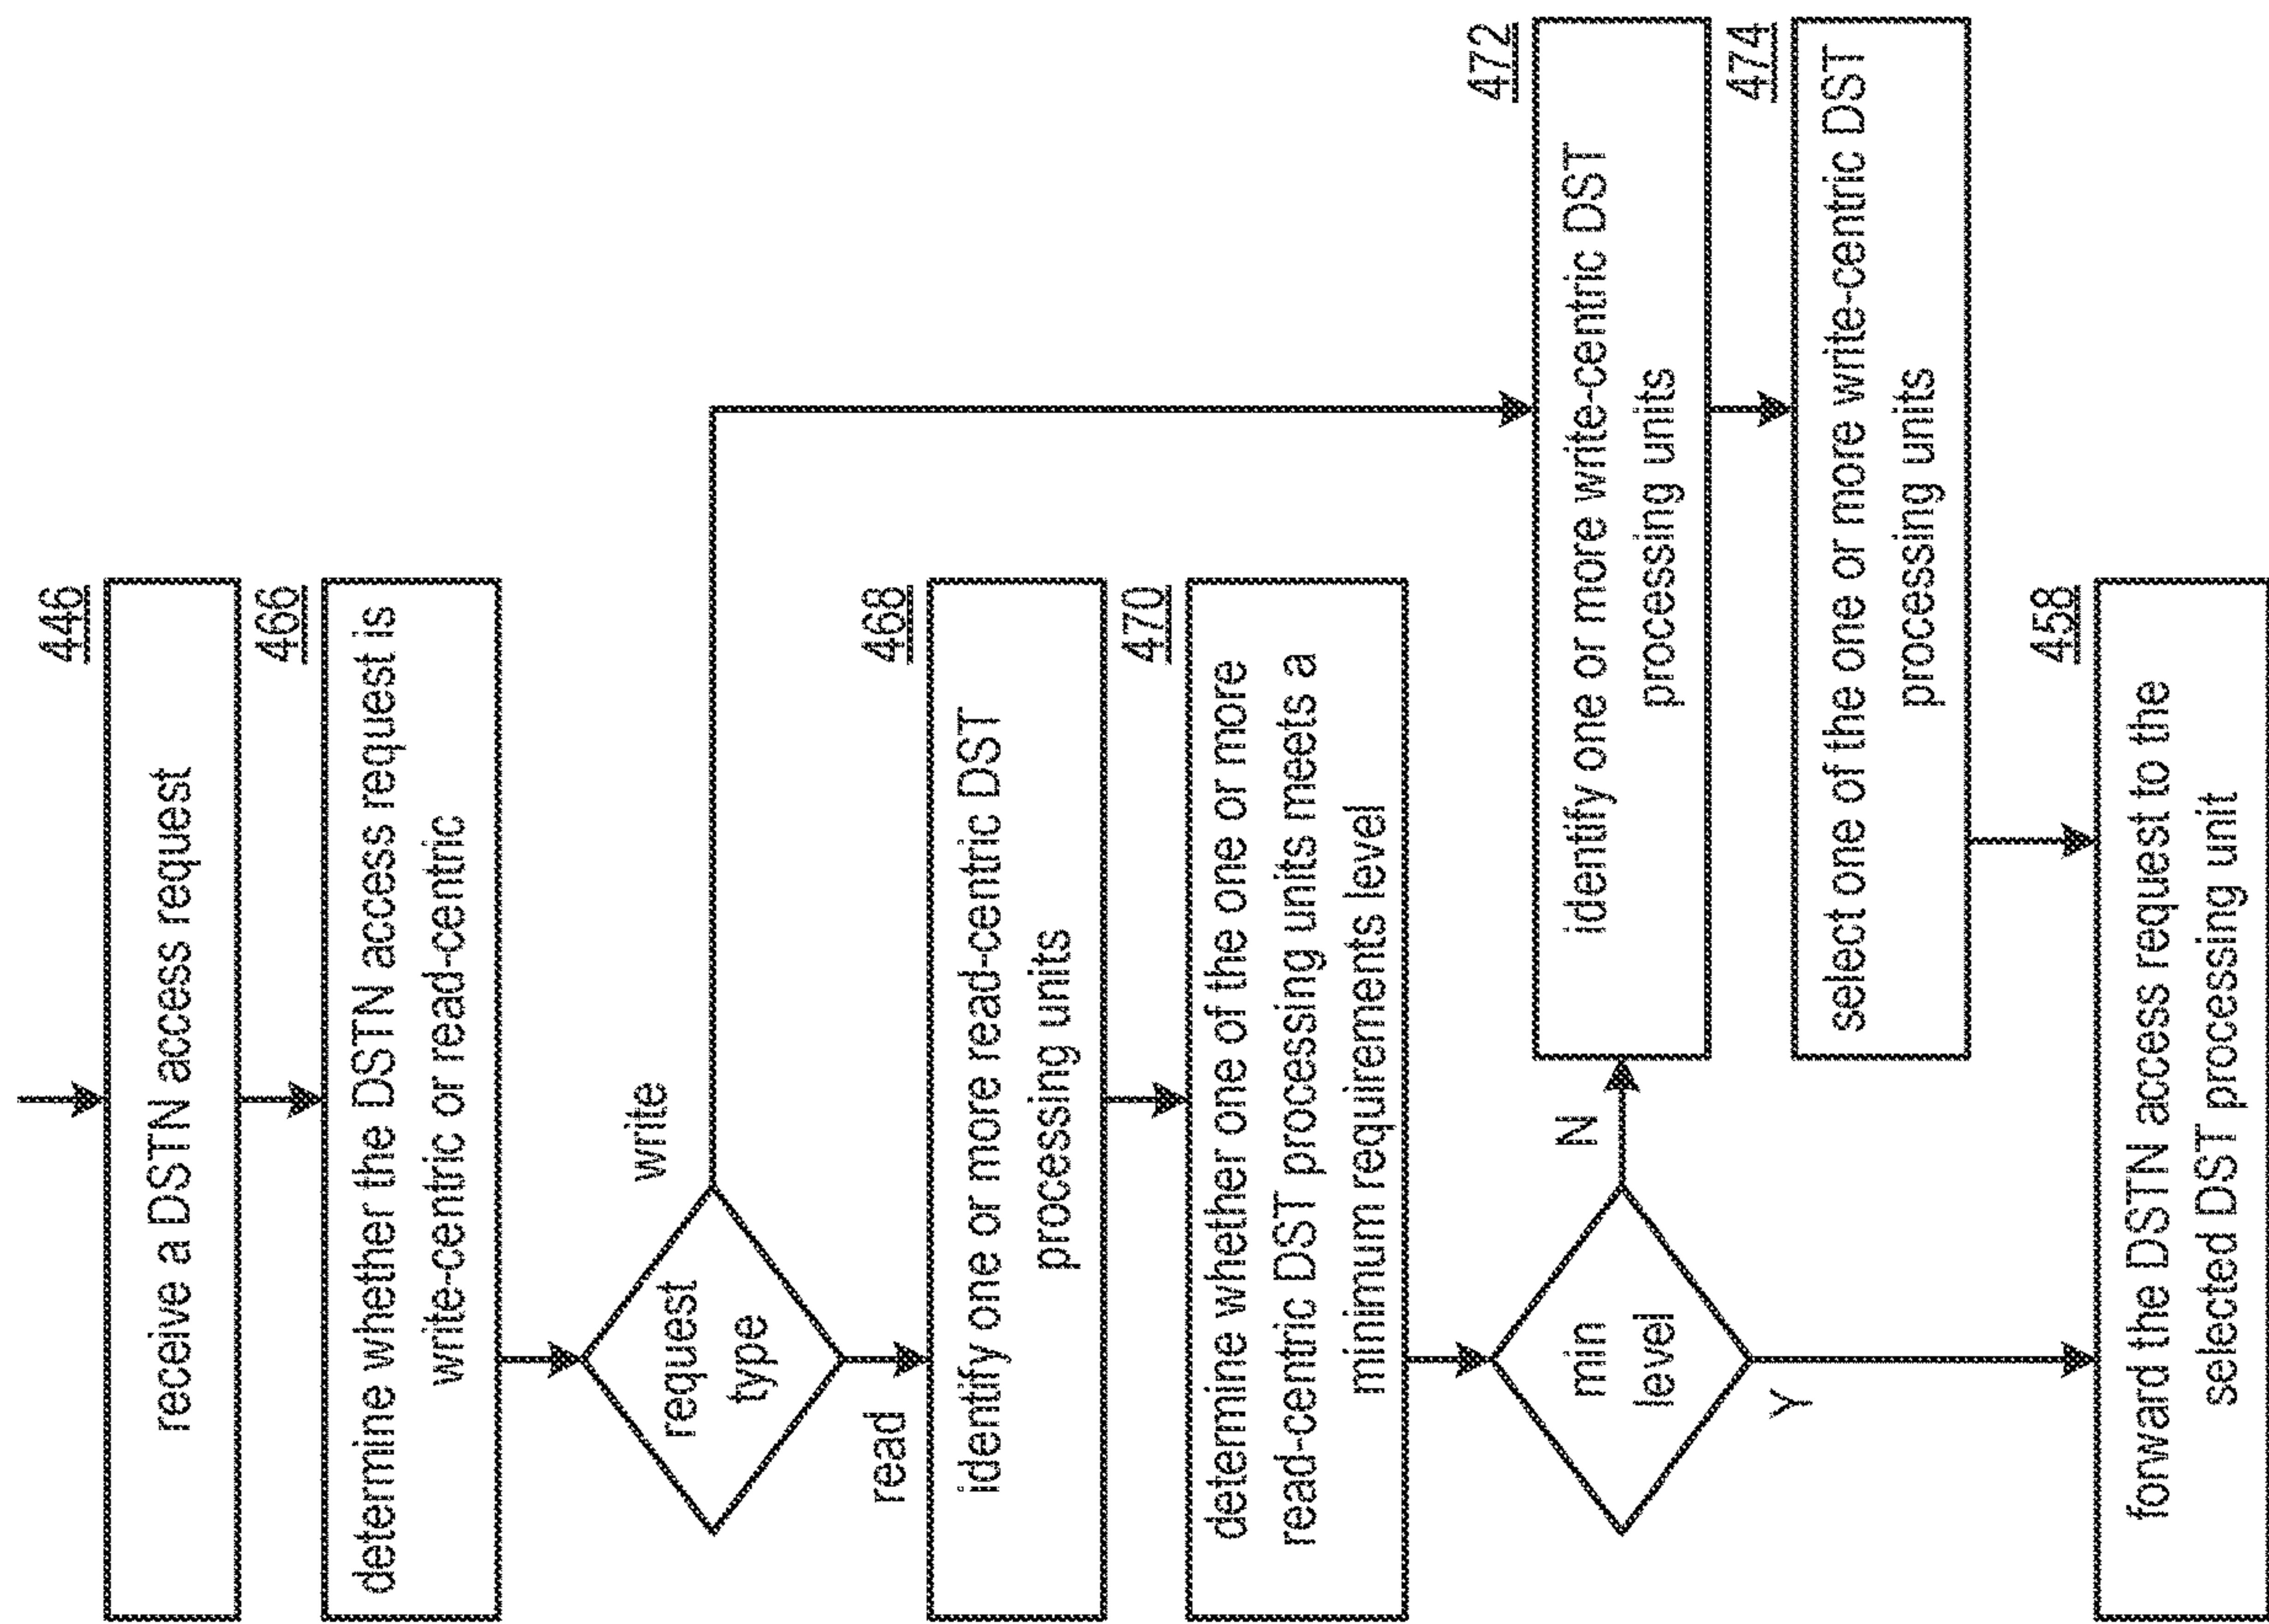 446
receive a DSTN access request
466
determine whether the DSTN access request is
write-centric or read-centric
request
type
write
read
468
identify one or more read-centric DST
processing units
470
determine whether one of the one or more
read-centric DST processing units meets a
minimum requirements level
min
level
N
Y
472
identify one or more write-centric DST
processing units
474
select one of the one or more write-centric DST
processing units
458
forward the DSTN access request to the
selected DST processing unit